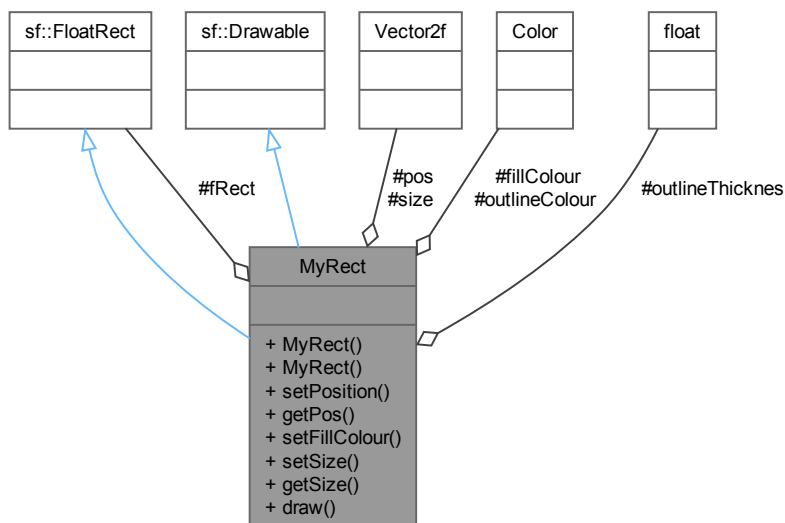 sf::FloatRect
sf::Drawable
Vector2f
Color
float
#fRect
#pos
#size
#fillColour
#outlineColour
#outlineThicknes
MyRect
+ MyRect()
+ MyRect()
+ setPosition()
+ getPos()
+ setFillColour()
+ setSize()
+ getSize()
+ draw()